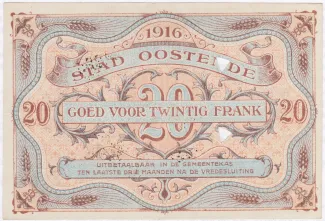 1916
STAD OOSTENDE
20 GOED VOOR TWINTIG FRANK 20
20
UITBETAALBAAR IN DE GEMEENTEKAS
TEN LAATSTE DRIE MAANDEN NA DE VREDESLUITING